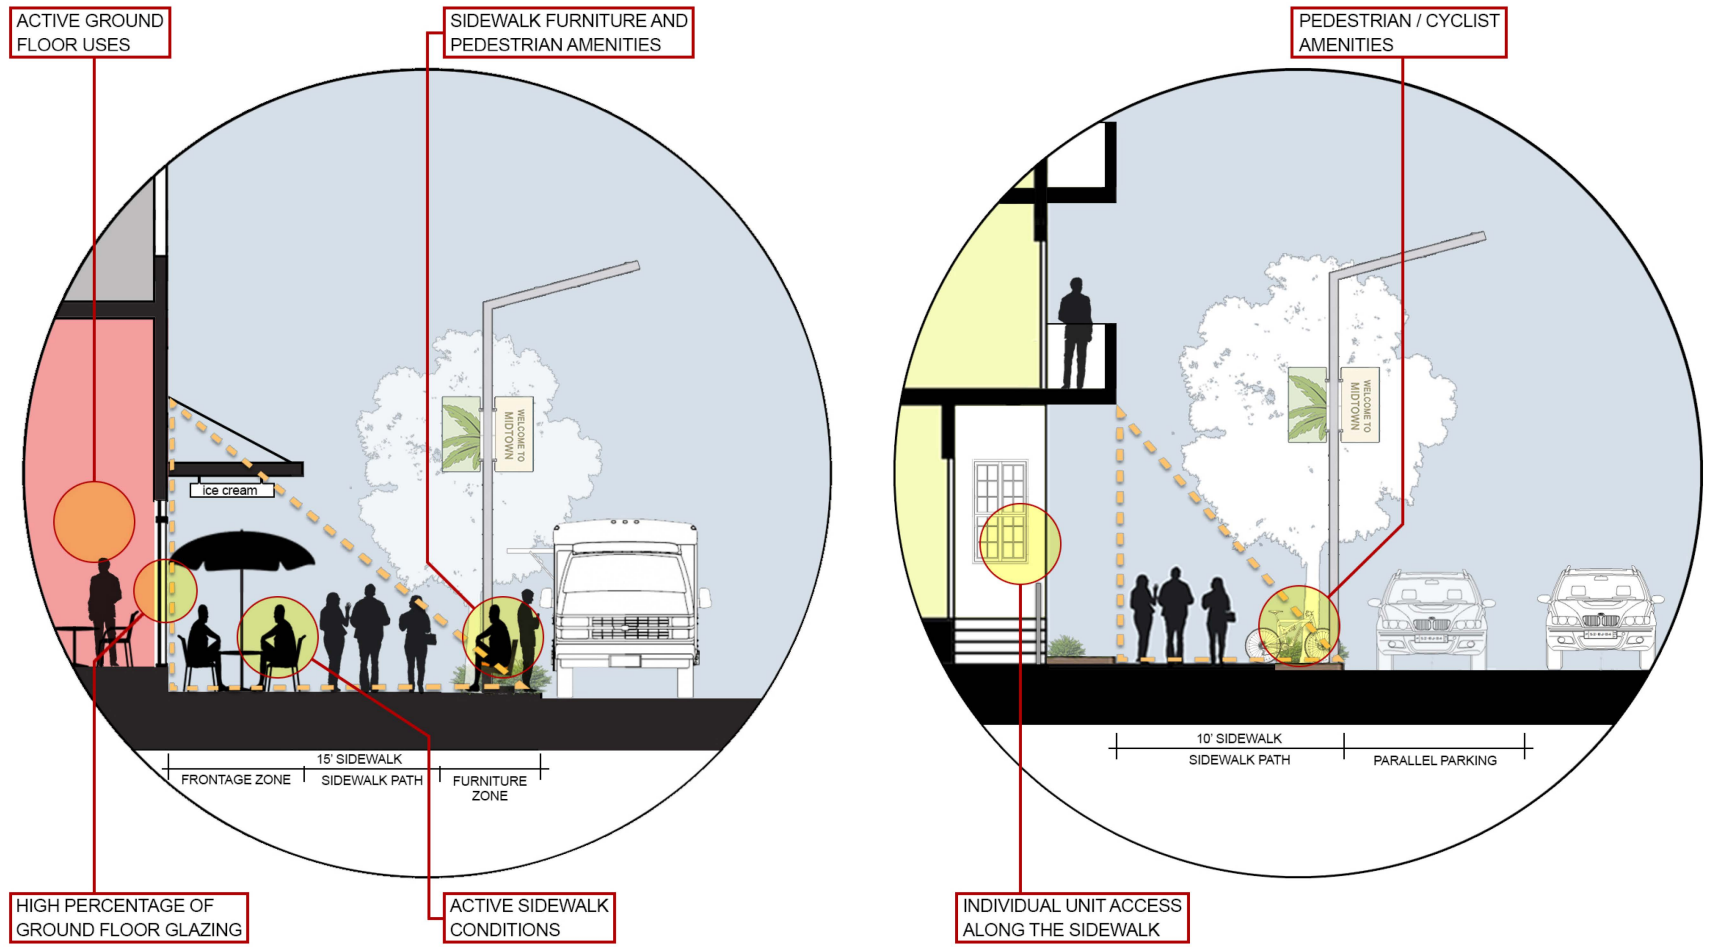 ACTIVE GROUND
FLOOR USES
SIDEWALK FURNITURE AND
PEDESTRIAN AMENITIES
PEDESTRIAN / CYCLIST
AMENITIES
WELCOME TO
MIDTOWN
ice cream
WELCOME TO
MIDTOWN
15' SIDEWALK
FRONTAGE ZONE
SIDEWALK PATH
FURNITURE
ZONE
10' SIDEWALK
SIDEWALK PATH
PARALLEL PARKING
HIGH PERCENTAGE OF
GROUND FLOOR GLAZING
ACTIVE SIDEWALK
CONDITIONS
INDIVIDUAL UNIT ACCESS
ALONG THE SIDEWALK